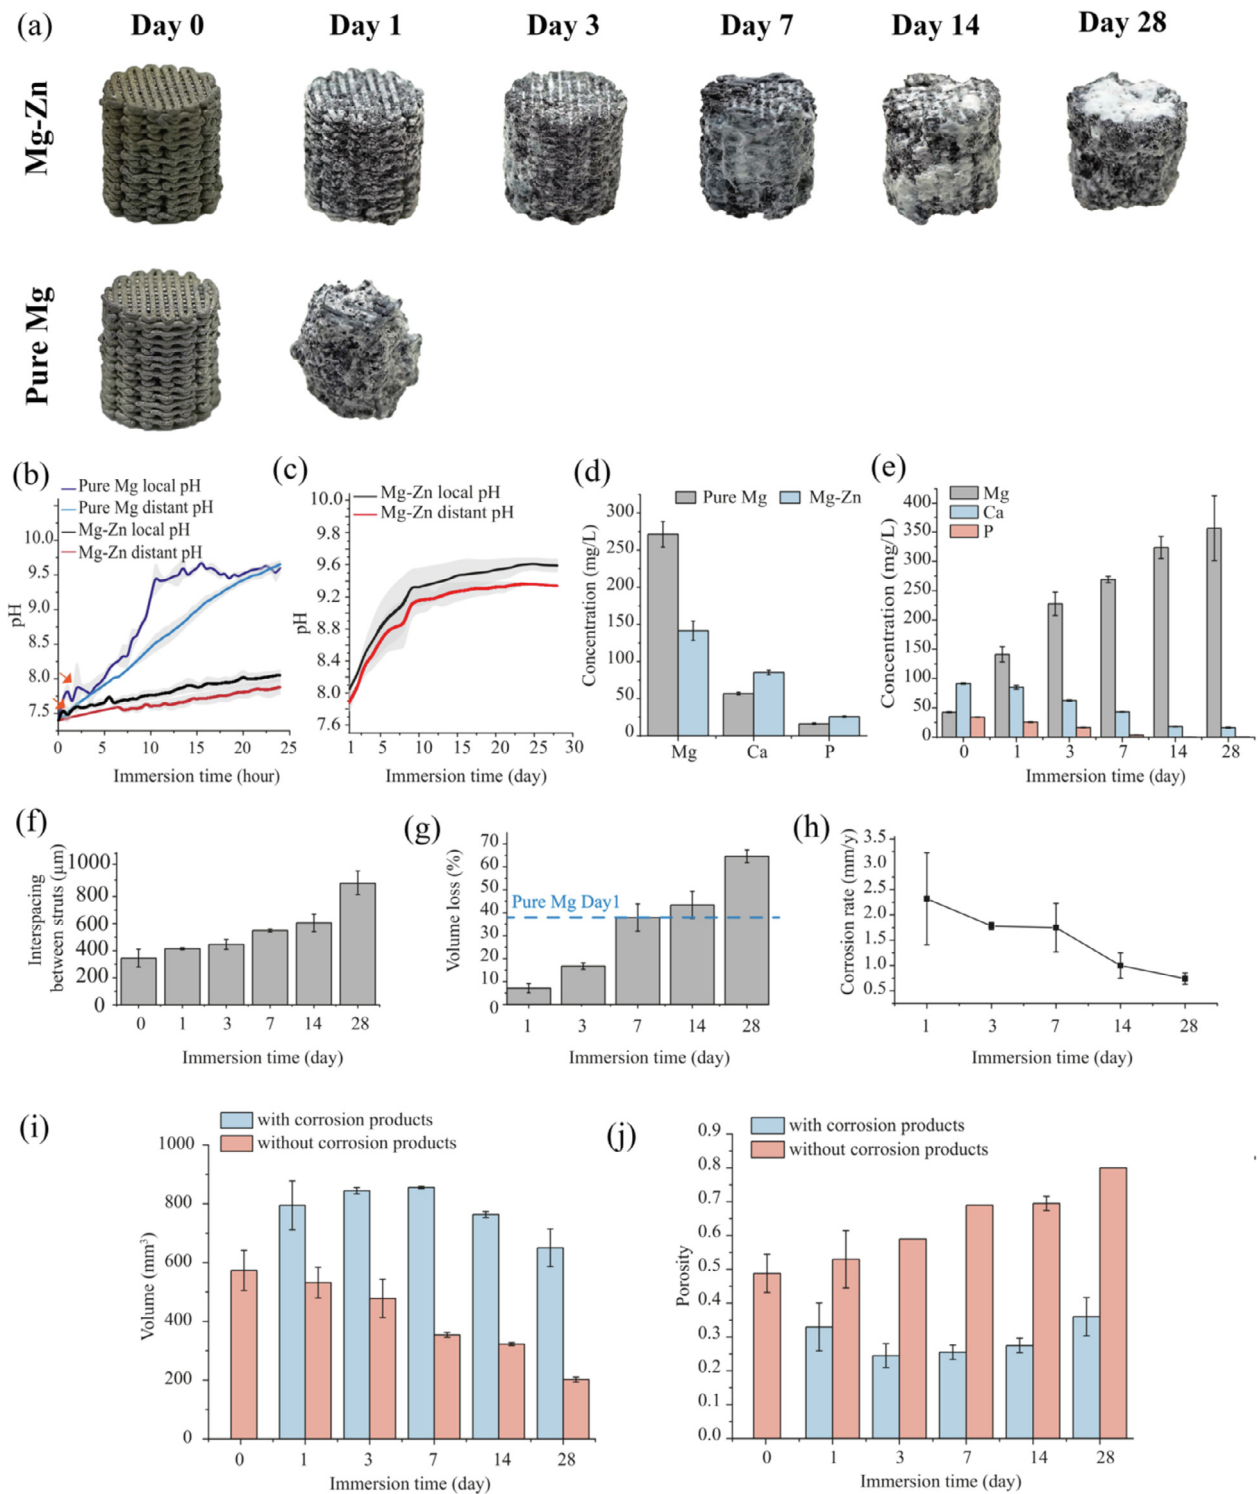 (a) Day 0 Day 1 Day 3 Day 7 Day 14 Day 28
Mg-Zn
Pure Mg
(b)
Pure Mg local pH
Pure Mg distant pH
Mg-Zn local pH
Mg-Zn distant pH
10.0
9.5
9.0
8.5
8.0
7.5
pH
0 5 10 15 20 25
Immersion time (hour)
(c)
Mg-Zn local pH
Mg-Zn distant pH
10.0
9.6
9.2
8.8
8.4
8.0
7.6
pH
1 5 10 15 20 25 30
Immersion time (day)
(d)
Pure Mg Mg-Zn
300
250
200
150
100
50
0
Concentration (mg/L)
Mg Ca P
(e)
Mg
Ca
P
425
350
300
250
200
150
100
50
0
Concentration (mg/L)
0 1 3 7 14 28
Immersion time (day)
(f)
1000
800
600
400
200
0
Interspacing
between struts (μm)
0 1 3 7 14 28
Immersion time (day)
(g)
70
60
50
40
30
20
10
0
Volume loss (%)
Pure Mg Day1
1 3 7 14 28
Immersion time (day)
(h)
3.5
2.5
2.0
1.5
1.0
0.5
Corrosion rate (mm/y)
1 3 7 14 28
Immersion time (day)
(i)
with corrosion products
without corrosion products
1000
800
600
400
200
0
Volume (mm³)
0 1 3 7 14 28
Immersion time (day)
(j)
with corrosion products
without corrosion products
0.9
0.8
0.7
0.6
0.5
0.4
0.3
0.2
0.1
0.0
Porosity
0 1 3 7 14 28
Immersion time (day)